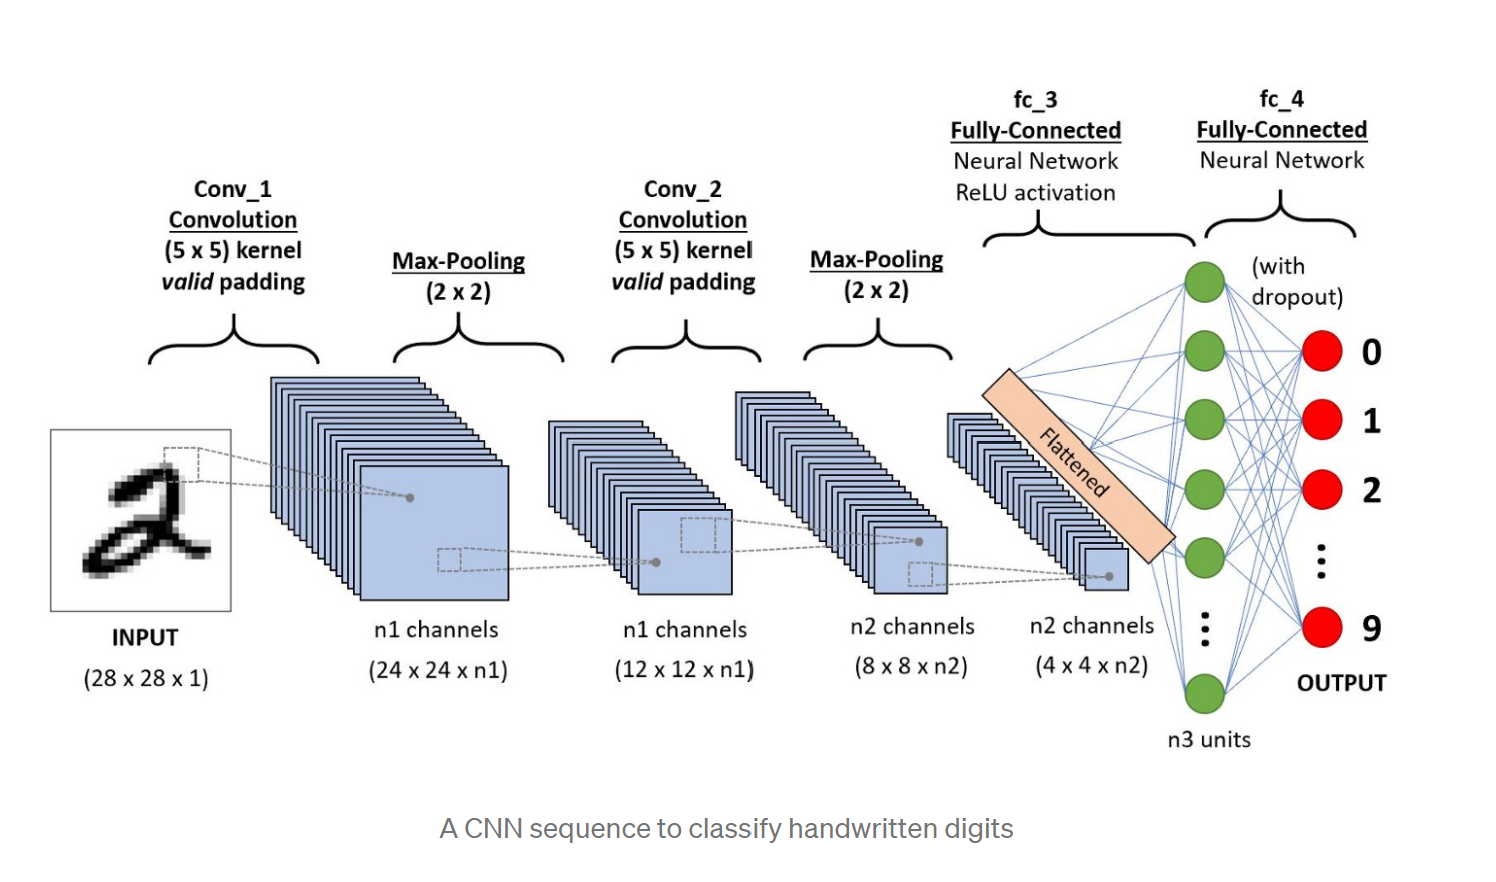 fc_3
Fully-Connected
Neural Network
ReLU activation
fc_4
Fully-Connected
Neural Network
Conv_1
Convolution
(5 x 5) kernel
valid padding
Max-Pooling
(2 x 2)
Conv_2
Convolution
(5 x 5) kernel
valid padding
Max-Pooling
(2 x 2)
(with
dropout)
Flattened
0
1
2
9
OUTPUT
2
INPUT
(28 x 28 x 1)
n1 channels
(24 x 24 x n1)
n1 channels
(12 x 12 x n1)
n2 channels
(8 x 8 x n2)
n2 channels
(4 x 4 x n2)
n3 units
A CNN sequence to classify handwritten digits